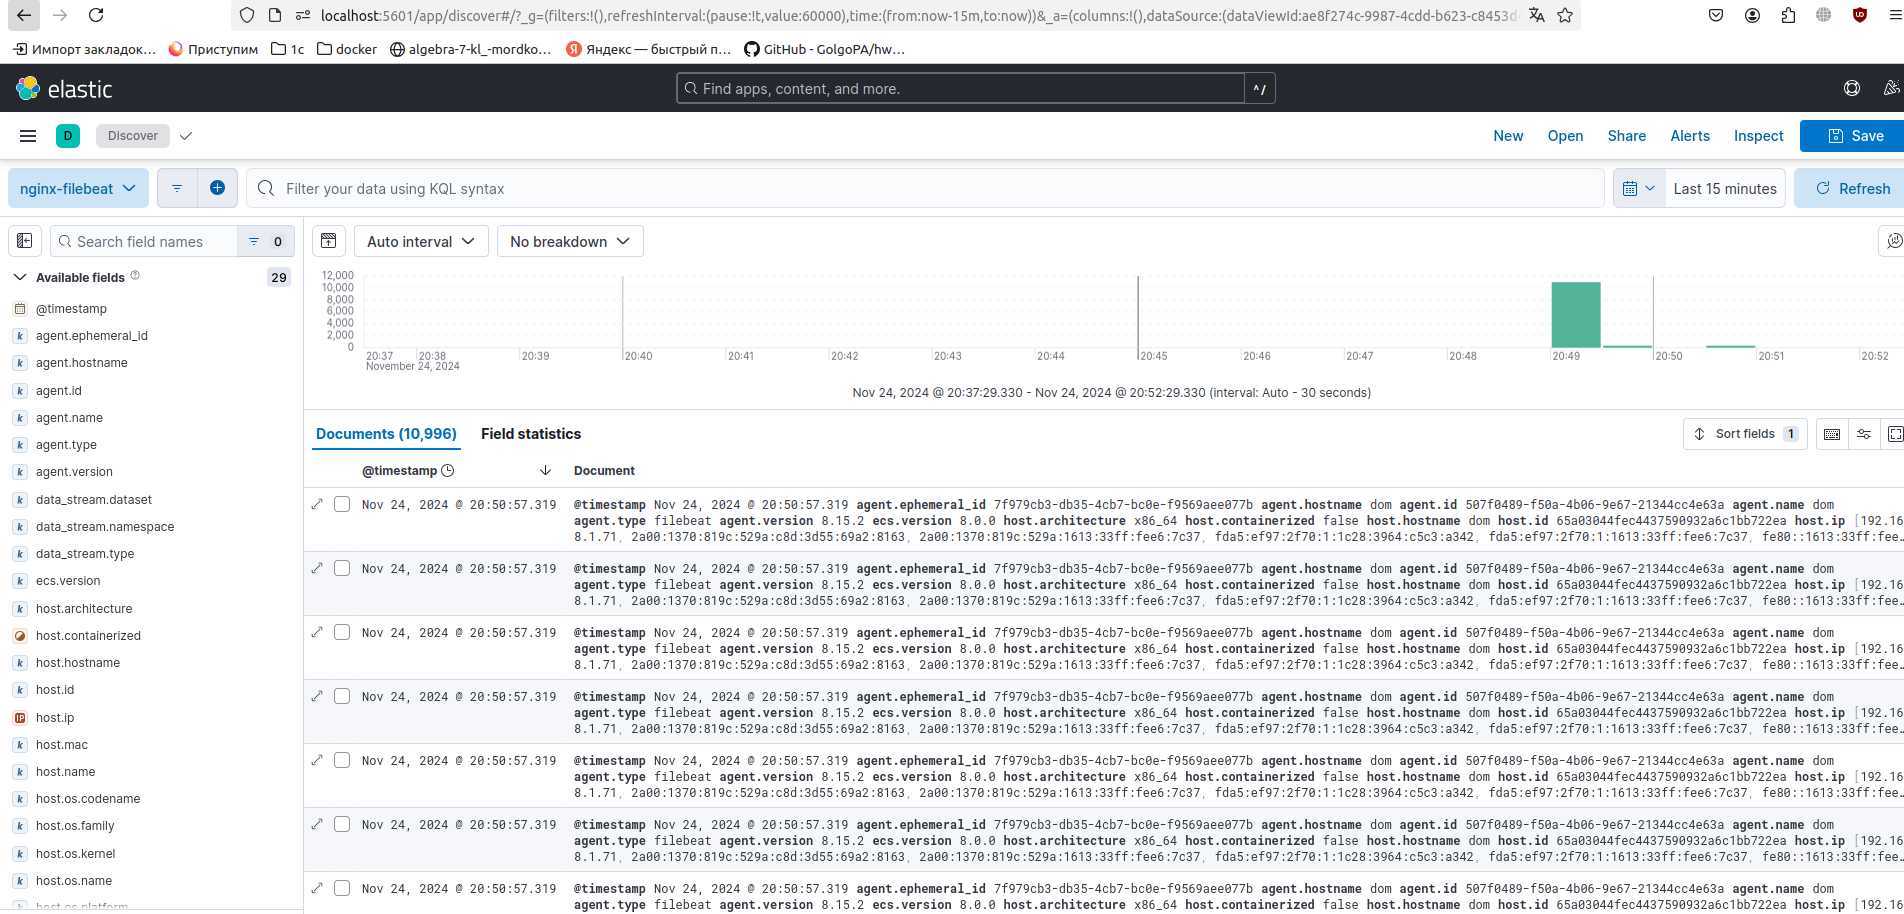 localhost:5601/app/discover#/?_g=(filters:!(),refreshInterval:(pause:!t,value:60000),time:(from:now-15m,to:now))&_a=(columns:!(),dataSource:(dataViewId:ae8f274c-9987-4cdd-b623-c8453d
Импорт закладок… Приступим 1c docker algebra-7-kl_-mordko… Яндекс — быстрый п… GitHub - GolgoPA/hw…
elastic Find apps, content, and more. ^/
D Discover New Open Share Alerts Inspect Save
nginx-filebeat Filter your data using KQL syntax Last 15 minutes Refresh
Search field names 0 Auto interval No breakdown
Available fields 29
@timestamp
agent.ephemeral_id
agent.hostname
agent.id
agent.name
agent.type
agent.version
data_stream.dataset
data_stream.namespace
data_stream.type
ecs.version
host.architecture
host.containerized
host.hostname
host.id
host.ip
host.mac
host.name
host.os.codename
host.os.family
host.os.kernel
host.os.name
host.os.platform
12,000
10,000
8,000
6,000
4,000
2,000
0
20:37 20:38 20:39 20:40 20:41 20:42 20:43 20:44 20:45 20:46 20:47 20:48 20:49 20:50 20:51 20:52
November 24, 2024
Nov 24, 2024 @ 20:37:29.330 - Nov 24, 2024 @ 20:52:29.330 (interval: Auto - 30 seconds)
Documents (10,996) Field statistics Sort fields 1
@timestamp Document
Nov 24, 2024 @ 20:50:57.319 @timestamp Nov 24, 2024 @ 20:50:57.319 agent.ephemeral_id 7f979cb3-db35-4cb7-bc0e-f9569aee077b agent.hostname dom agent.id 507f0489-f50a-4b06-9e67-21344cc4e63a agent.name dom
agent.type filebeat agent.version 8.15.2 ecs.version 8.0.0 host.architecture x86_64 host.containerized false host.hostname dom host.id 65a03044fec4437590932a6c1bb722ea host.ip [192.16
8.1.71, 2a00:1370:819c:529a:c8d:3d55:69a2:8163, 2a00:1370:819c:529a:1613:33ff:fee6:7c37, fda5:ef97:2f70:1:1c28:3964:c5c3:a342, fda5:ef97:2f70:1:1613:33ff:fee6:7c37, fe80::1613:33ff:fee…
Nov 24, 2024 @ 20:50:57.319 @timestamp Nov 24, 2024 @ 20:50:57.319 agent.ephemeral_id 7f979cb3-db35-4cb7-bc0e-f9569aee077b agent.hostname dom agent.id 507f0489-f50a-4b06-9e67-21344cc4e63a agent.name dom
agent.type filebeat agent.version 8.15.2 ecs.version 8.0.0 host.architecture x86_64 host.containerized false host.hostname dom host.id 65a03044fec4437590932a6c1bb722ea host.ip [192.16
8.1.71, 2a00:1370:819c:529a:c8d:3d55:69a2:8163, 2a00:1370:819c:529a:1613:33ff:fee6:7c37, fda5:ef97:2f70:1:1c28:3964:c5c3:a342, fda5:ef97:2f70:1:1613:33ff:fee6:7c37, fe80::1613:33ff:fee…
Nov 24, 2024 @ 20:50:57.319 @timestamp Nov 24, 2024 @ 20:50:57.319 agent.ephemeral_id 7f979cb3-db35-4cb7-bc0e-f9569aee077b agent.hostname dom agent.id 507f0489-f50a-4b06-9e67-21344cc4e63a agent.name dom
agent.type filebeat agent.version 8.15.2 ecs.version 8.0.0 host.architecture x86_64 host.containerized false host.hostname dom host.id 65a03044fec4437590932a6c1bb722ea host.ip [192.16
8.1.71, 2a00:1370:819c:529a:c8d:3d55:69a2:8163, 2a00:1370:819c:529a:1613:33ff:fee6:7c37, fda5:ef97:2f70:1:1c28:3964:c5c3:a342, fda5:ef97:2f70:1:1613:33ff:fee6:7c37, fe80::1613:33ff:fee…
Nov 24, 2024 @ 20:50:57.319 @timestamp Nov 24, 2024 @ 20:50:57.319 agent.ephemeral_id 7f979cb3-db35-4cb7-bc0e-f9569aee077b agent.hostname dom agent.id 507f0489-f50a-4b06-9e67-21344cc4e63a agent.name dom
agent.type filebeat agent.version 8.15.2 ecs.version 8.0.0 host.architecture x86_64 host.containerized false host.hostname dom host.id 65a03044fec4437590932a6c1bb722ea host.ip [192.16
8.1.71, 2a00:1370:819c:529a:c8d:3d55:69a2:8163, 2a00:1370:819c:529a:1613:33ff:fee6:7c37, fda5:ef97:2f70:1:1c28:3964:c5c3:a342, fda5:ef97:2f70:1:1613:33ff:fee6:7c37, fe80::1613:33ff:fee…
Nov 24, 2024 @ 20:50:57.319 @timestamp Nov 24, 2024 @ 20:50:57.319 agent.ephemeral_id 7f979cb3-db35-4cb7-bc0e-f9569aee077b agent.hostname dom agent.id 507f0489-f50a-4b06-9e67-21344cc4e63a agent.name dom
agent.type filebeat agent.version 8.15.2 ecs.version 8.0.0 host.architecture x86_64 host.containerized false host.hostname dom host.id 65a03044fec4437590932a6c1bb722ea host.ip [192.16
8.1.71, 2a00:1370:819c:529a:c8d:3d55:69a2:8163, 2a00:1370:819c:529a:1613:33ff:fee6:7c37, fda5:ef97:2f70:1:1c28:3964:c5c3:a342, fda5:ef97:2f70:1:1613:33ff:fee6:7c37, fe80::1613:33ff:fee…
Nov 24, 2024 @ 20:50:57.319 @timestamp Nov 24, 2024 @ 20:50:57.319 agent.ephemeral_id 7f979cb3-db35-4cb7-bc0e-f9569aee077b agent.hostname dom agent.id 507f0489-f50a-4b06-9e67-21344cc4e63a agent.name dom
agent.type filebeat agent.version 8.15.2 ecs.version 8.0.0 host.architecture x86_64 host.containerized false host.hostname dom host.id 65a03044fec4437590932a6c1bb722ea host.ip [192.16
8.1.71, 2a00:1370:819c:529a:c8d:3d55:69a2:8163, 2a00:1370:819c:529a:1613:33ff:fee6:7c37, fda5:ef97:2f70:1:1c28:3964:c5c3:a342, fda5:ef97:2f70:1:1613:33ff:fee6:7c37, fe80::1613:33ff:fee…
Nov 24, 2024 @ 20:50:57.319 @timestamp Nov 24, 2024 @ 20:50:57.319 agent.ephemeral_id 7f979cb3-db35-4cb7-bc0e-f9569aee077b agent.hostname dom agent.id 507f0489-f50a-4b06-9e67-21344cc4e63a agent.name dom
agent.type filebeat agent.version 8.15.2 ecs.version 8.0.0 host.architecture x86_64 host.containerized false host.hostname dom host.id 65a03044fec4437590932a6c1bb722ea host.ip [192.16